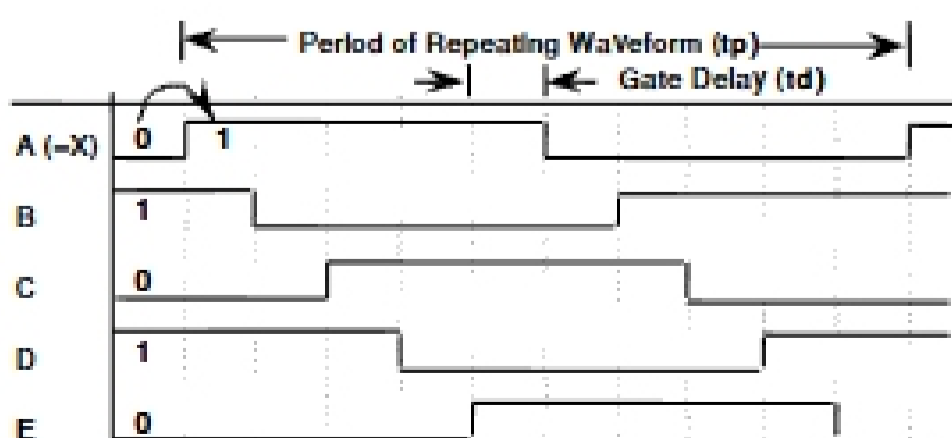 Period of Repeating Waveform (tp)
Gate Delay (td)
A (=X) 0 1
B 1
C 0
D 1
E 0